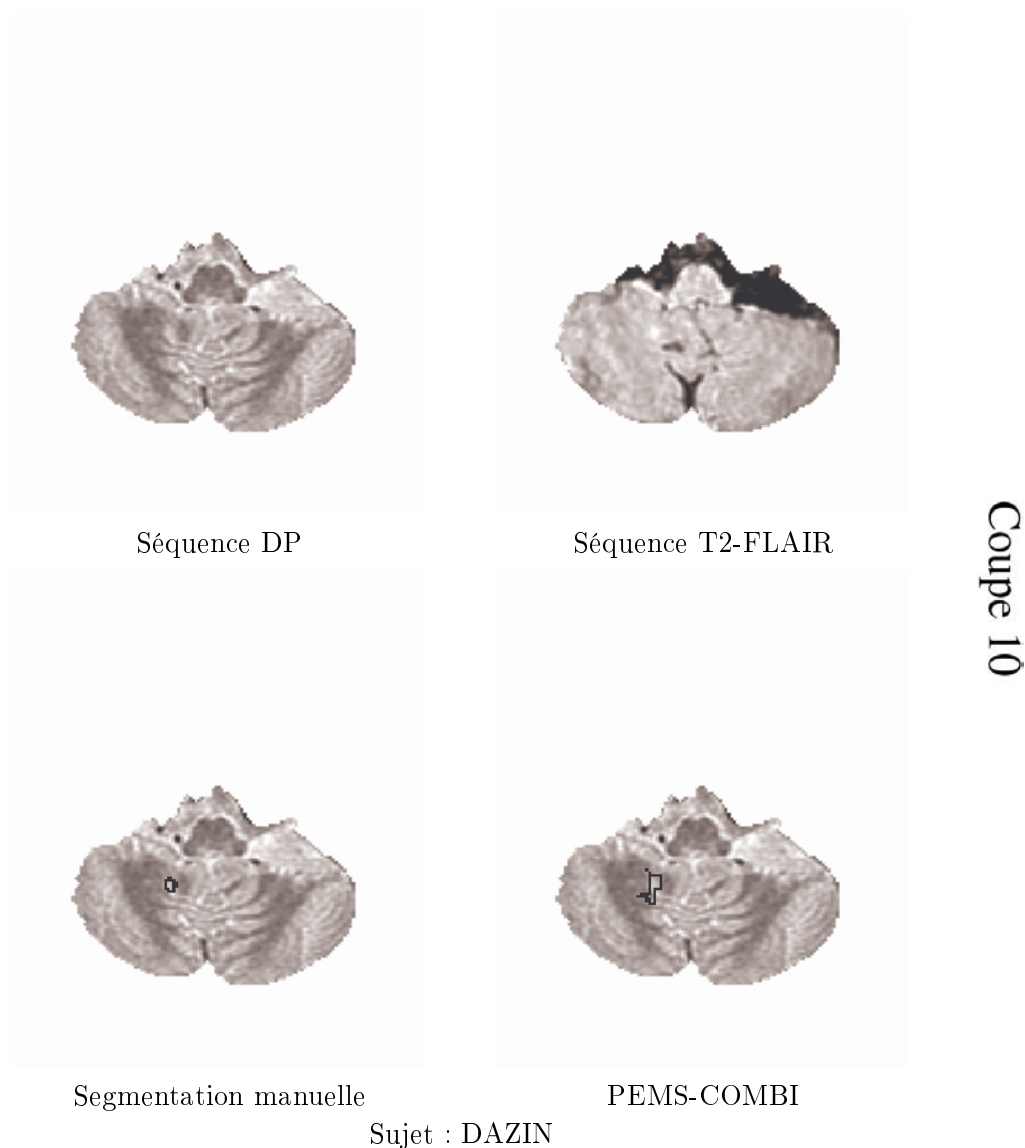 Séquence DP
Séquence T2-FLAIR
Coupe 10
Segmentation manuelle
PEMS-COMBI
Sujet : DAZIN